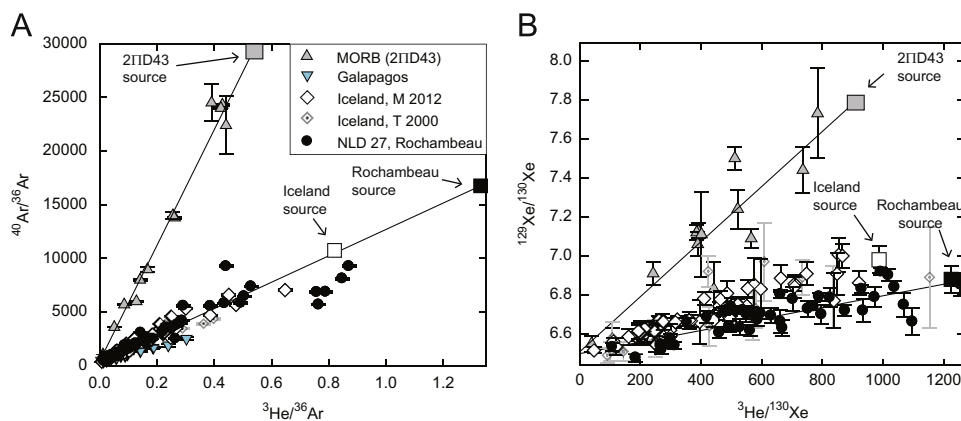 A
30000
25000
20000
15000
10000
5000
0
⁴⁰Ar/³⁶Ar
0.0
0.2
0.4
0.6
0.8
1.0
1.2
³He/³⁶Ar
2ΠD43
source
MORB (2ΠD43)
Galapagos
Iceland, M 2012
Iceland, T 2000
NLD 27, Rochambeau
Iceland
source
Rochambeau
source
B
8.0
7.8
7.6
7.4
7.2
7.0
6.8
6.6
6.4
¹²⁹Xe/¹³⁰Xe
0
200
400
600
800
1000
1200
³He/¹³⁰Xe
2ΠD43
source
Iceland
source
Rochambeau
source